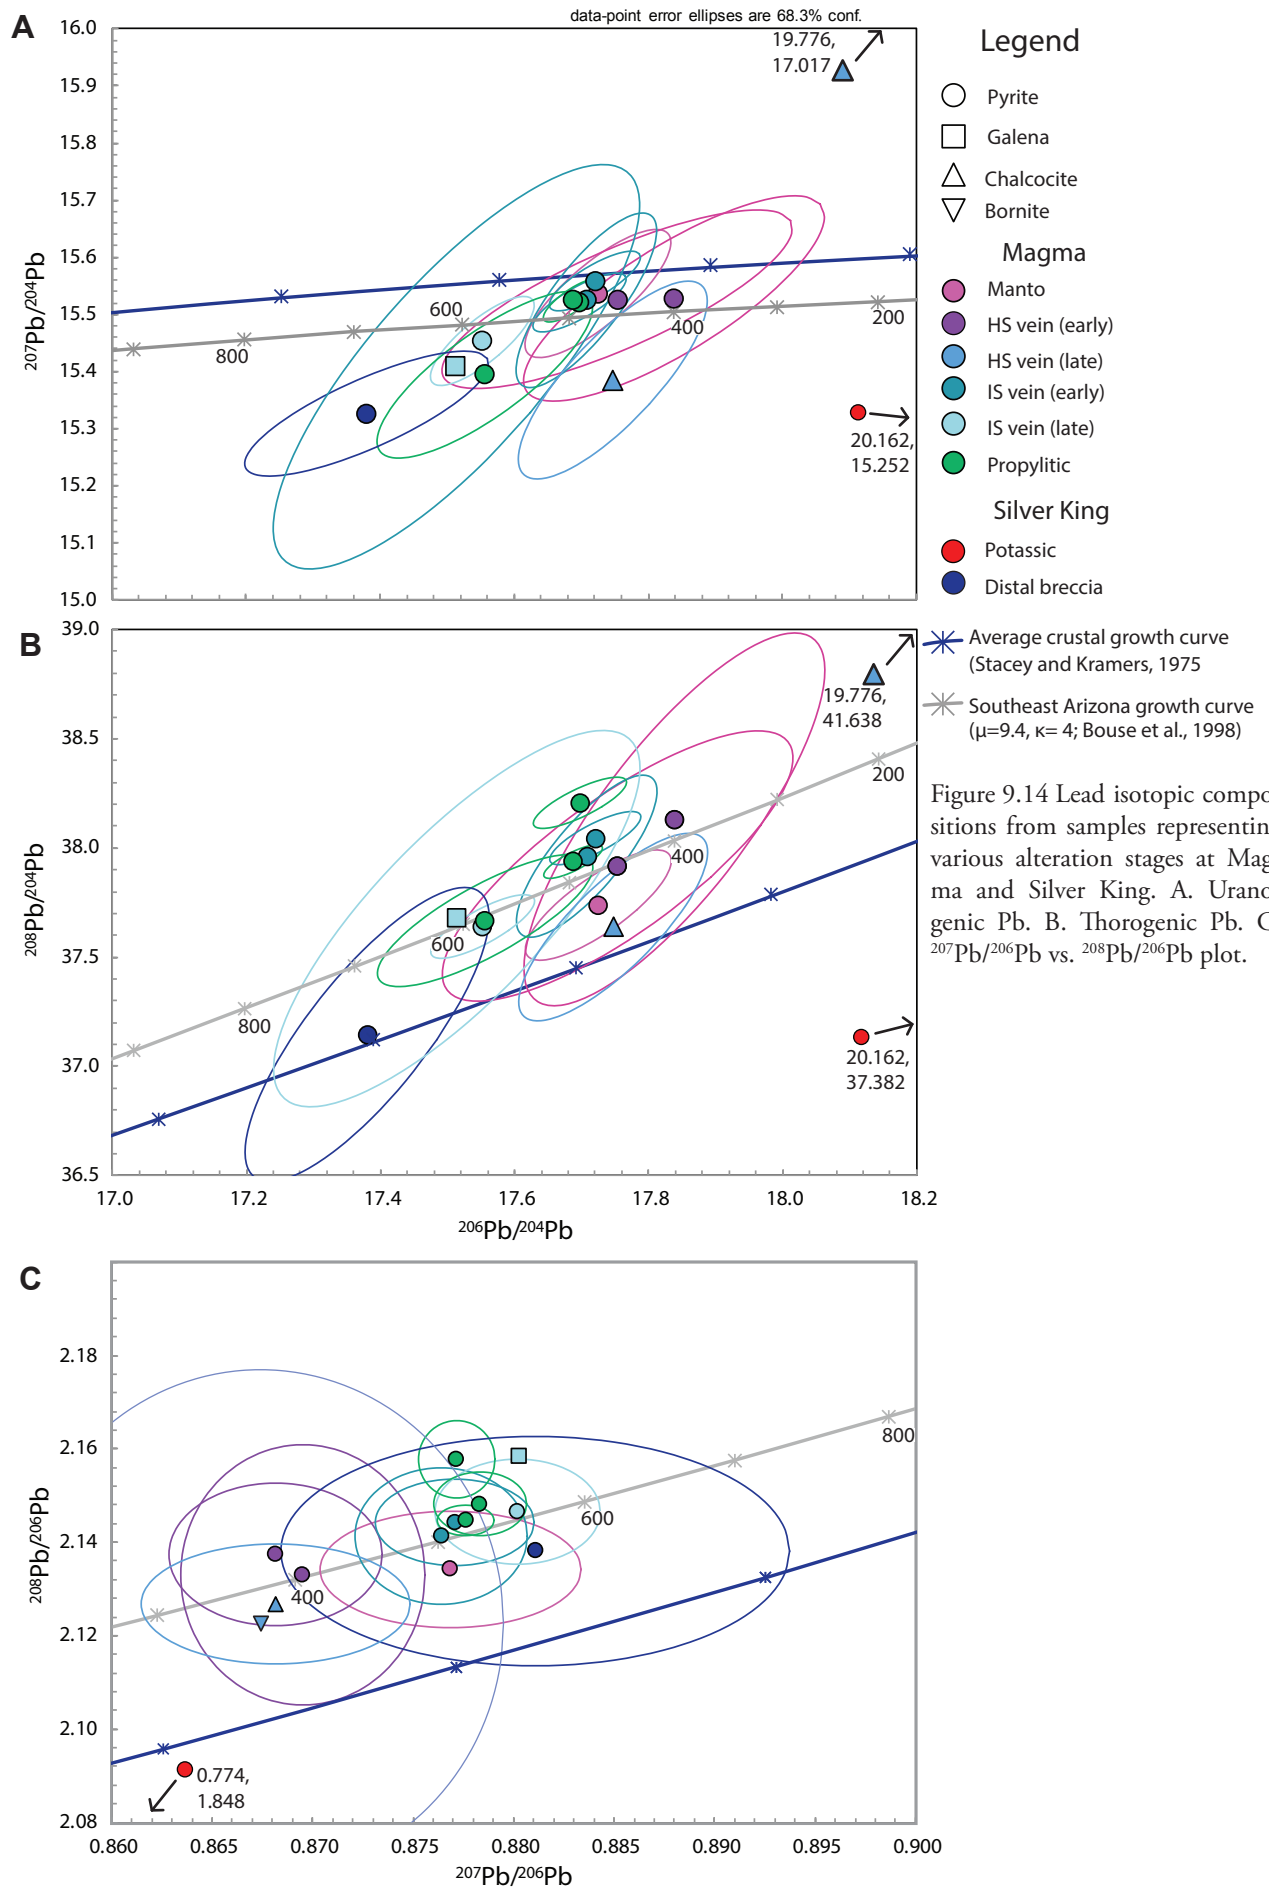 data-point error ellipses are 68.3% conf.
A
16.0
15.9
15.8
15.7
15.6
15.5
15.4
15.3
15.2
15.1
15.0
207Pb/204Pb
19.776,
17.017
600
800
400
200
20.162,
15.252
Legend
Pyrite
Galena
Chalcocite
Bornite
Magma
Manto
HS vein (early)
HS vein (late)
IS vein (early)
IS vein (late)
Propylitic
Silver King
Potassic
Distal breccia
Average crustal growth curve
(Stacey and Kramers, 1975
Southeast Arizona growth curve
(μ=9.4, κ= 4; Bouse et al., 1998)
B
39.0
38.5
38.0
37.5
37.0
36.5
208Pb/204Pb
19.776,
41.638
200
400
600
800
20.162,
37.382
17.0 17.2 17.4 17.6 17.8 18.0 18.2
206Pb/204Pb
Figure 9.14 Lead isotopic compo
sitions from samples representin
various alteration stages at Mag
ma and Silver King. A. Urano
genic Pb. B. Thorogenic Pb. C
207Pb/206Pb vs. 208Pb/206Pb plot.
C
2.18
2.16
2.14
2.12
2.10
2.08
208Pb/206Pb
800
600
400
0.774,
1.848
0.860 0.865 0.870 0.875 0.880 0.885 0.890 0.895 0.900
207Pb/206Pb